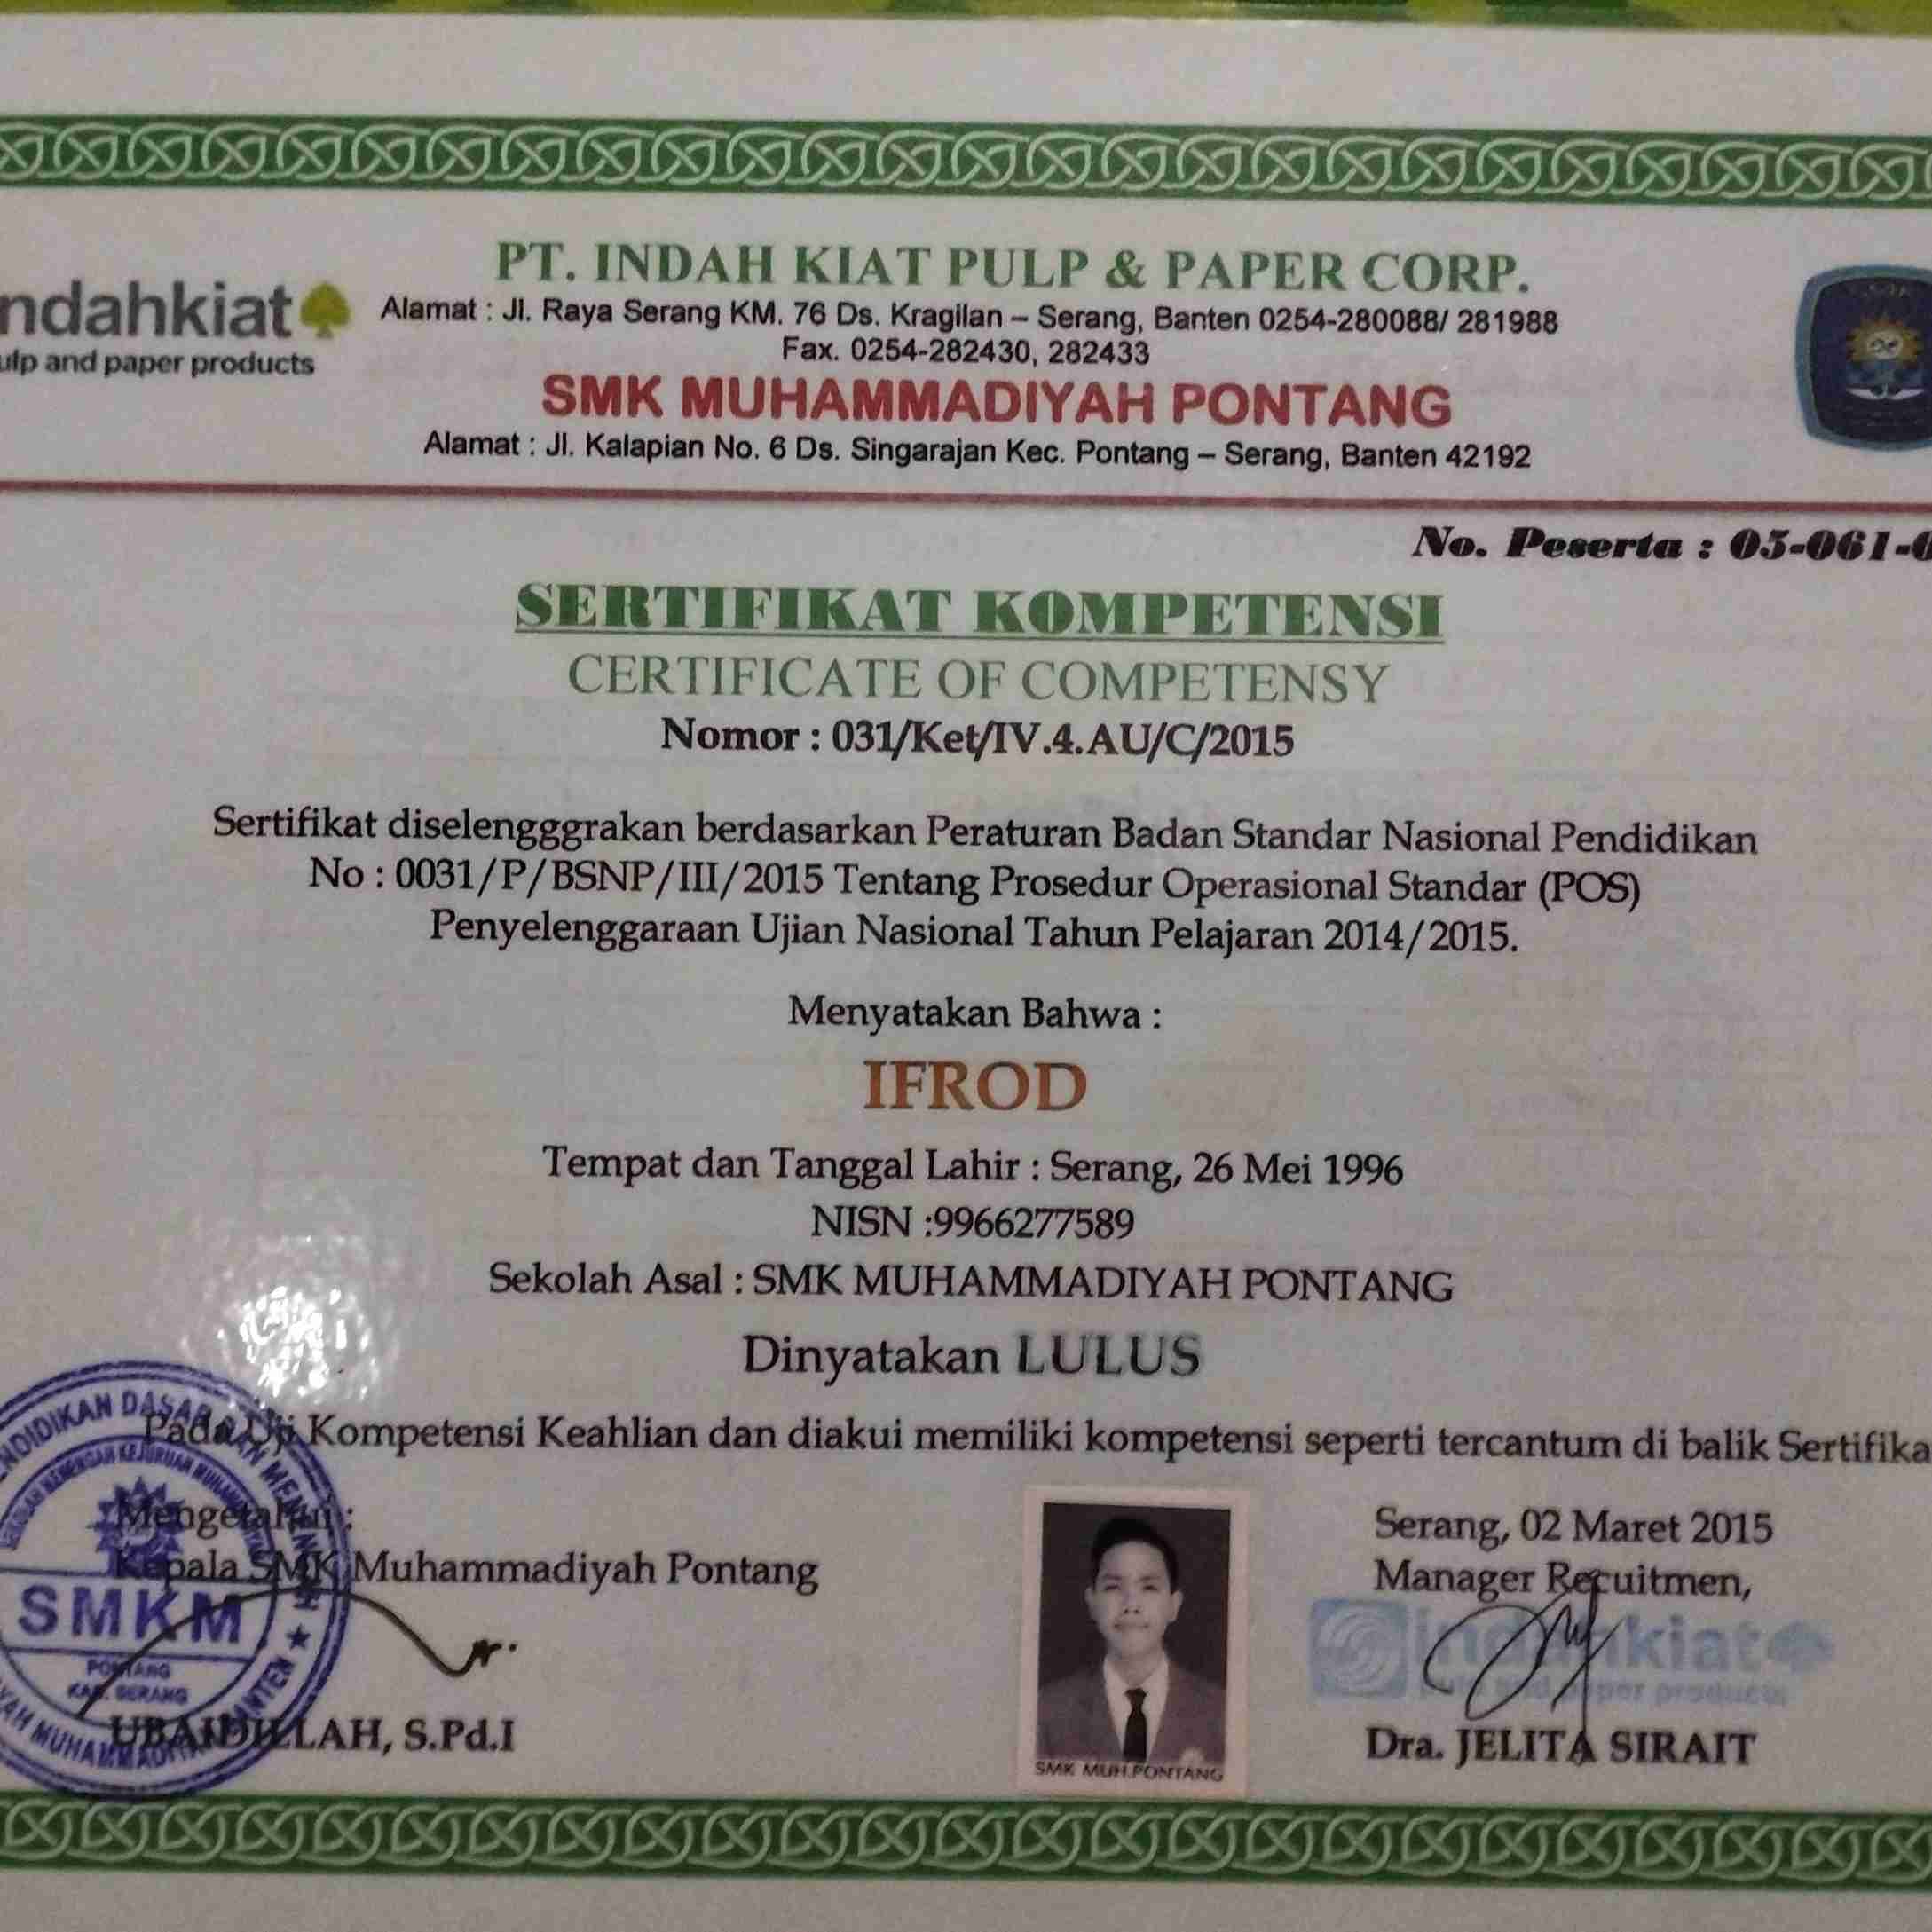 ndahkiat
ulp and paper products
PT. INDAH KIAT PULP & PAPER CORP.
Alamat : Jl. Raya Serang KM. 76 Ds. Kragilan – Serang, Banten 0254-280088/ 281988
Fax. 0254-282430, 282433
SMK MUHAMMADIYAH PONTANG
Alamat : Jl. Kalapian No. 6 Ds. Singarajan Kec. Pontang – Serang, Banten 42192
No. Peserta : 05-061-0
SERTIFIKAT KOMPETENSI
CERTIFICATE OF COMPETENSY
Nomor : 031/Ket/IV.4.AU/C/2015
Sertifikat diselengggrakan berdasarkan Peraturan Badan Standar Nasional Pendidikan
No : 0031/P/BSNP/III/2015 Tentang Prosedur Operasional Standar (POS)
Penyelenggaraan Ujian Nasional Tahun Pelajaran 2014/2015.
Menyatakan Bahwa :
IFROD
Tempat dan Tanggal Lahir : Serang, 26 Mei 1996
NISN :9966277589
Sekolah Asal : SMK MUHAMMADIYAH PONTANG
Dinyatakan LULUS
Pada Uji Kompetensi Keahlian dan diakui memiliki kompetensi seperti tercantum di balik Sertifika
Mengetahui :
Kepala SMK Muhammadiyah Pontang
SMKM
PONTANG
KAB. SERANG
UBAIDILLAH, S.Pd.I
SMK MUH.PONTANG
Serang, 02 Maret 2015
Manager Recuitmen,
indahkiat
pulp and paper products
Dra. JELITA SIRAIT